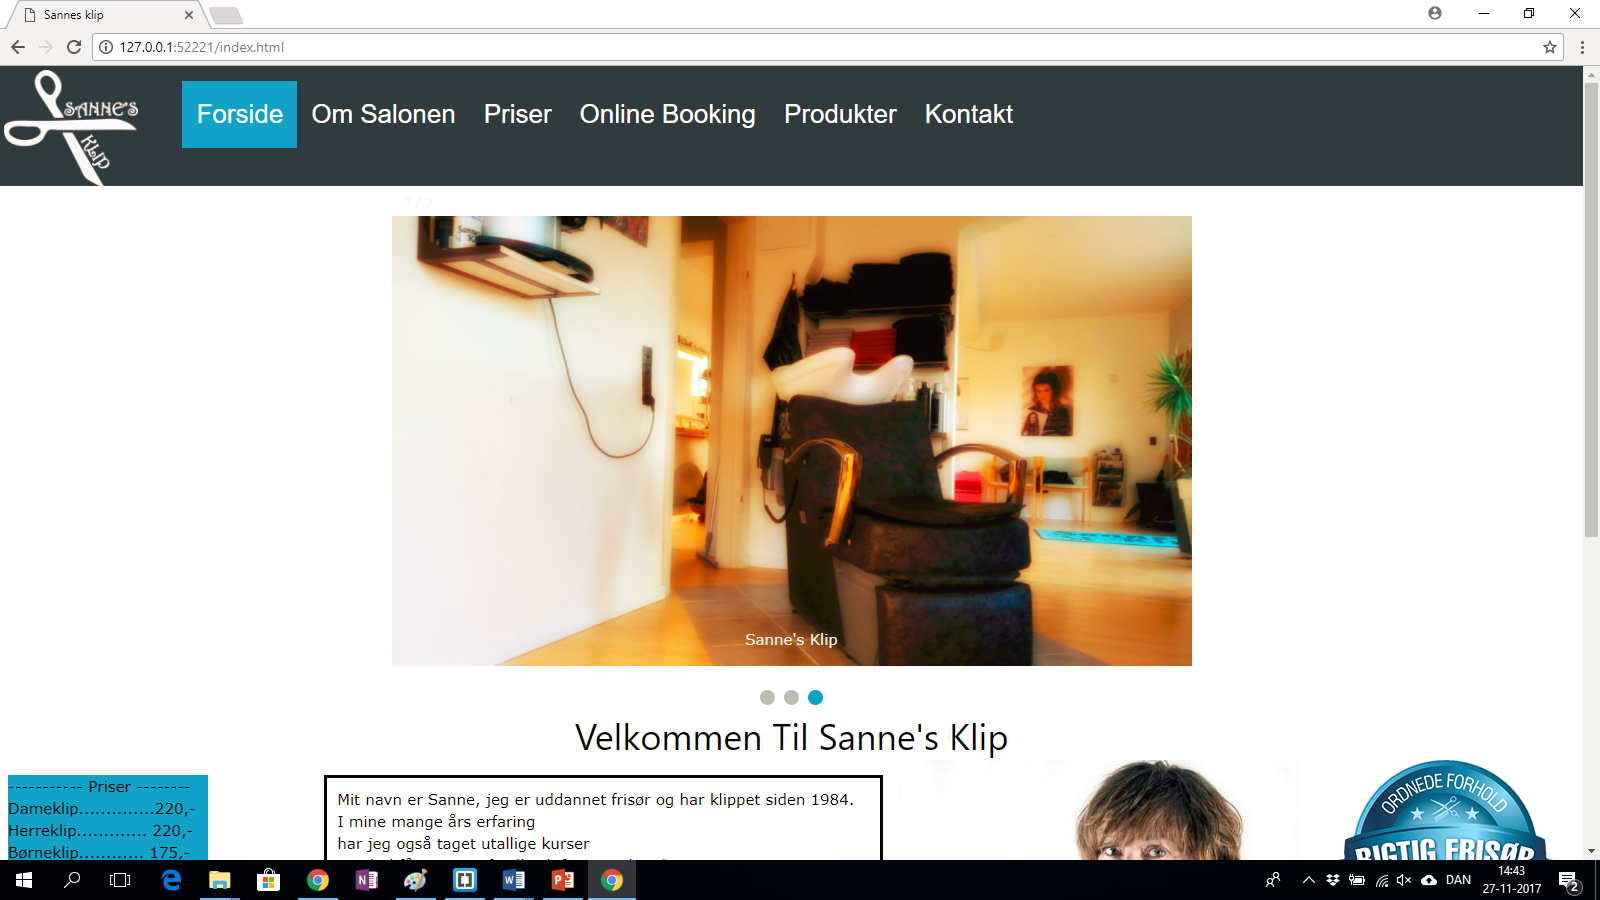 Sannes klip
127.0.0.1:52221/index.html
SANNE'S
KLIP
Forside
Om Salonen
Priser
Online Booking
Produkter
Kontakt
3 / 3
Sanne's Klip
Velkommen Til Sanne's Klip
----------- Priser --------
Dameklip..............220,-
Herreklip............. 220,-
Børneklip............ 175,-
Mit navn er Sanne, jeg er uddannet frisør og har klippet siden 1984.
I mine mange års erfaring
har jeg også taget utallige kurser
ORDNEDE FORHOLD
RIGTIG FRISØR
DAN
14:43
27-11-2017
2